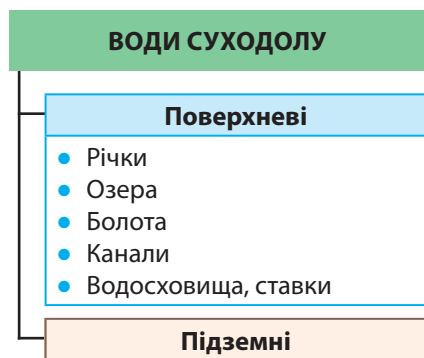 ВОДИ СУХОДОЛУ
Поверхневі
Річки
Озера
Болота
Канали
Водосховища, ставки
Підземні